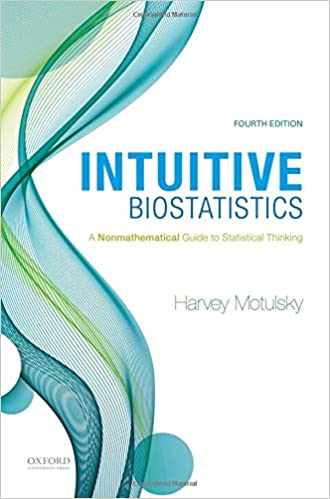 FOURTH EDITION
INTUITIVE
BIOSTATISTICS
A Nonmathematical Guide to Statistical Thinking
Harvey Motulsky
OXFORD
UNIVERSITY PRESS